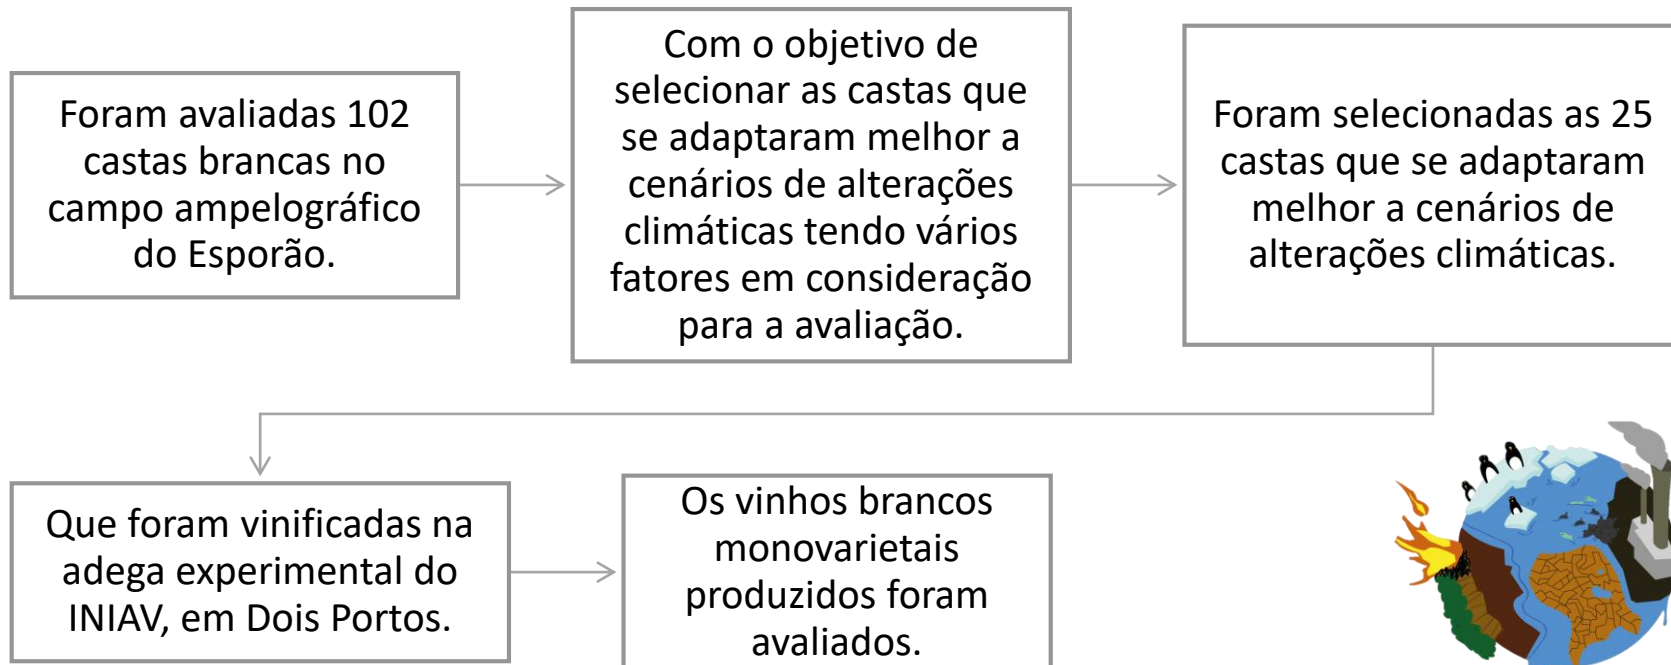 Foram avaliadas 102
castas brancas no
campo ampelográfico
do Esporão.
Com o objetivo de
selecionar as castas que
se adaptaram melhor a
cenários de alterações
climáticas tendo vários
fatores em consideração
para a avaliação.
Foram selecionadas as 25
castas que se adaptaram
melhor a cenários de
alterações climáticas.
Que foram vinificadas na
adega experimental do
INIAV, em Dois Portos.
Os vinhos brancos
monovarietais
produzidos foram
avaliados.